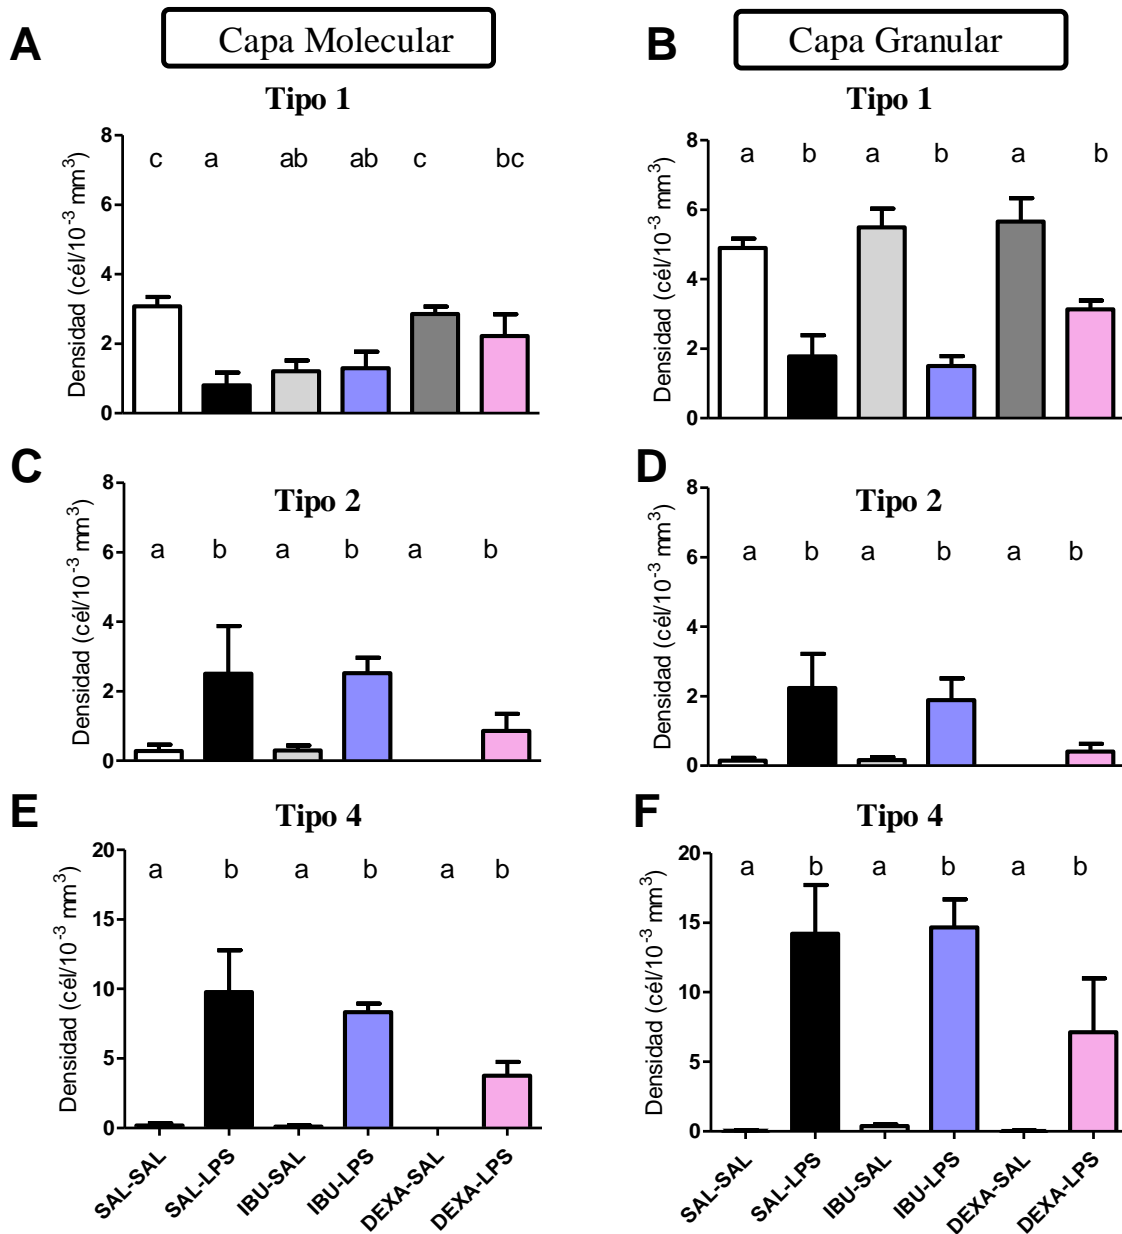 A
Capa Molecular
Tipo 1
Densidad (cél/10⁻³ mm³)
8
6
4
2
0
c a ab ab c bc
B
Capa Granular
Tipo 1
Densidad (cél/10⁻³ mm³)
8
6
4
2
0
a b a b a b
C
Tipo 2
Densidad (cél/10⁻³ mm³)
8
6
4
2
0
a b a b a b
D
Tipo 2
Densidad (cél/10⁻³ mm³)
8
6
4
2
0
a b a b a b
E
Tipo 4
Densidad (cél/10⁻³ mm³)
20
15
10
5
0
a b a b a b
SAL-SAL
SAL-LPS
IBU-SAL
IBU-LPS
DEXA-SAL
DEXA-LPS
F
Tipo 4
Densidad (cél/10⁻³ mm³)
20
15
10
5
0
a b a b a b
SAL-SAL
SAL-LPS
IBU-SAL
IBU-LPS
DEXA-SAL
DEXA-LPS